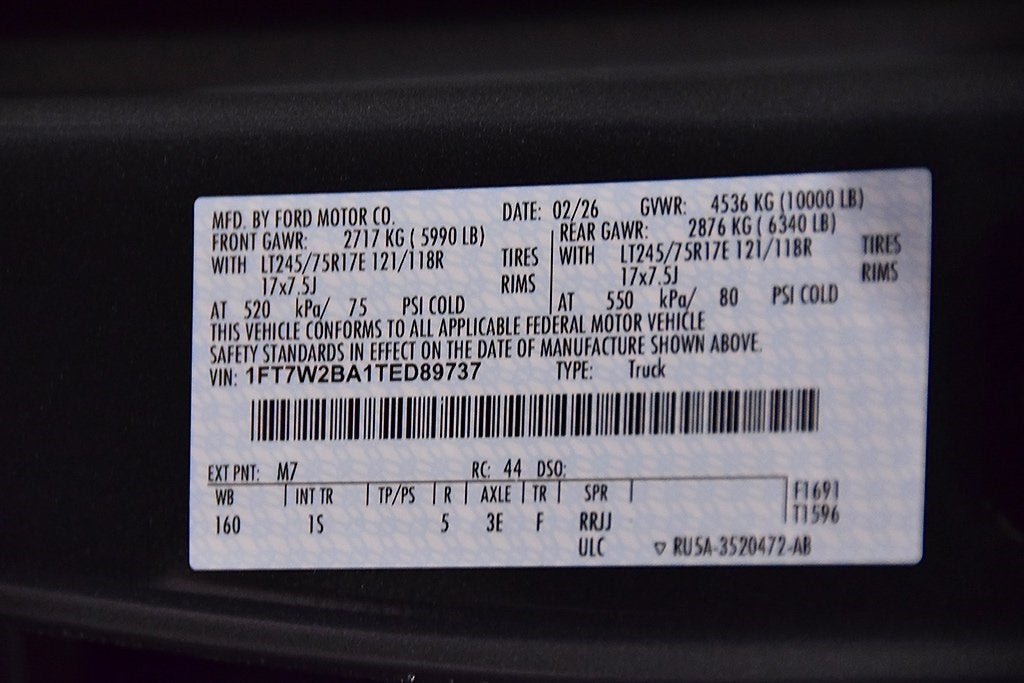 MFD. BY FORD MOTOR CO. DATE: 02/26 GVWR: 4536 KG (10000 LB)
FRONT GAWR: 2717 KG ( 5990 LB) REAR GAWR: 2876 KG ( 6340 LB)
WITH LT245/75R17E 121/118R TIRES WITH LT245/75R17E 121/118R TIRES
17x7.5J RIMS 17x7.5J RIMS
AT 520 kPa/ 75 PSI COLD AT 550 kPa/ 80 PSI COLD
THIS VEHICLE CONFORMS TO ALL APPLICABLE FEDERAL MOTOR VEHICLE
SAFETY STANDARDS IN EFFECT ON THE DATE OF MANUFACTURE SHOWN ABOVE.
VIN: 1FT7W2BA1TED89737 TYPE: Truck
EXT PNT: M7 RC: 44 DSO:
WB INT TR TP/PS R AXLE TR SPR F1691
160 1S 5 3E F RRJJ T1596
ULC ▽ RU5A-3520472-AB